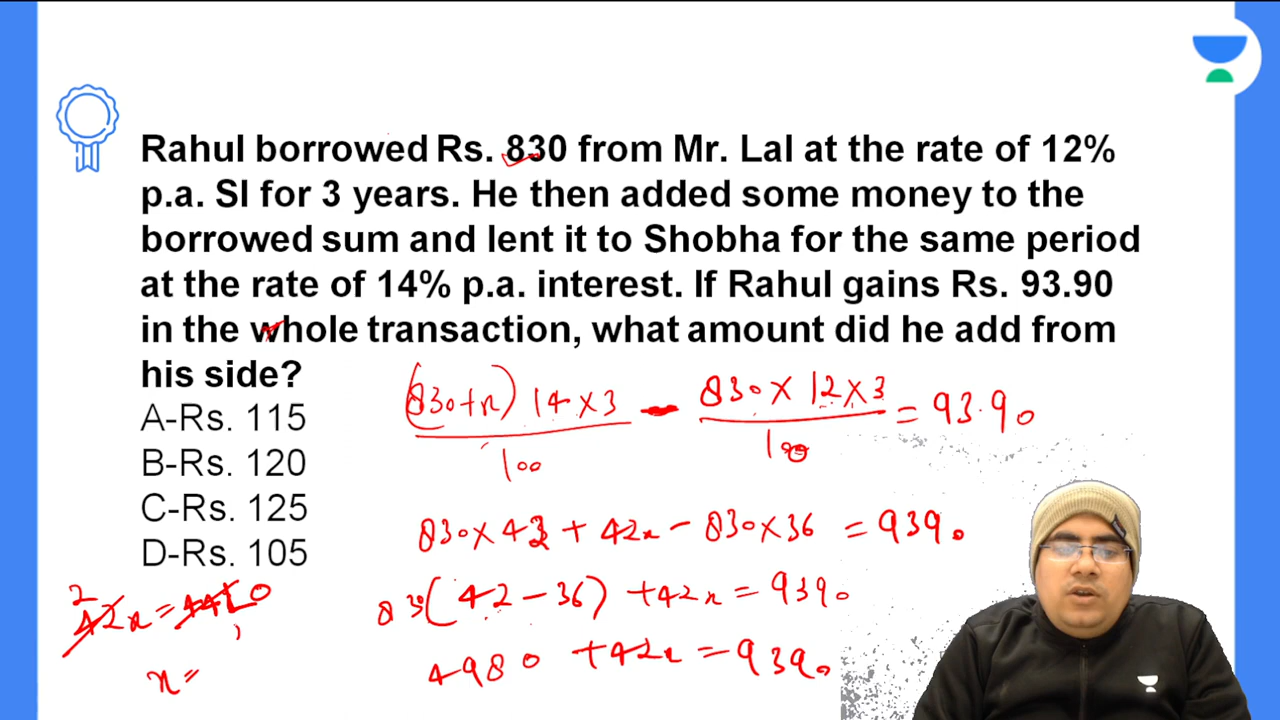 Rahul borrowed Rs. 830 from Mr. Lal at the rate of 12%
p.a. SI for 3 years. He then added some money to the
borrowed sum and lent it to Shobha for the same period
at the rate of 14% p.a. interest. If Rahul gains Rs. 93.90
in the whole transaction, what amount did he add from
his side?
A-Rs. 115
B-Rs. 120
C-Rs. 125
D-Rs. 105
(830+x) 14×3 - 830×12×3 = 93.90
100 100
830×42 + 42x - 830×36 = 9390
830(42-36) + 42x = 9390
4980 + 42x = 9390
2
42x = 4410
x =